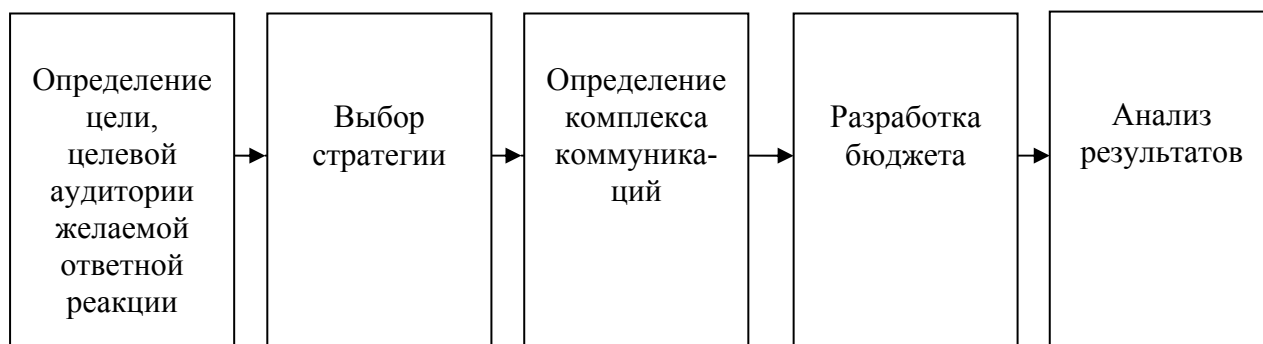 Определение
цели,
целевой
аудитории
желаемой
ответной
реакции
Выбор
стратегии
Определение
комплекса
коммуника-
ций
Разработка
бюджета
Анализ
результатов